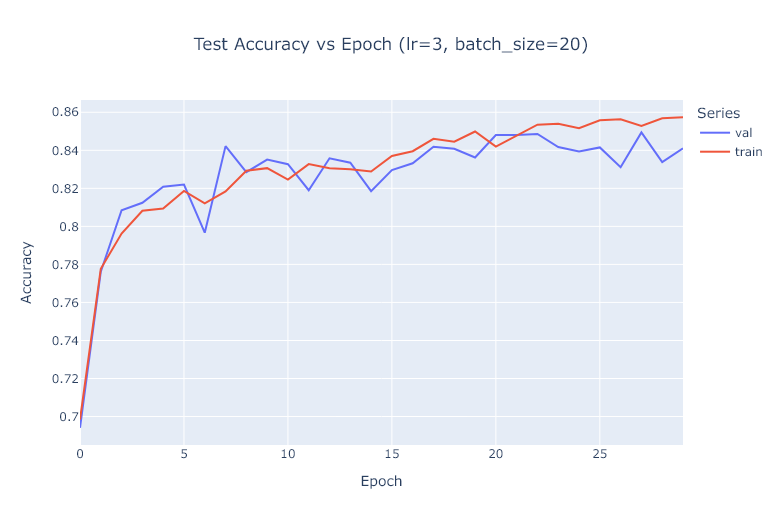 Test Accuracy vs Epoch (lr=3, batch_size=20)
Accuracy
0.86
0.84
0.82
0.8
0.78
0.76
0.74
0.72
0.7
0 5 10 15 20 25
Epoch
Series
val
train